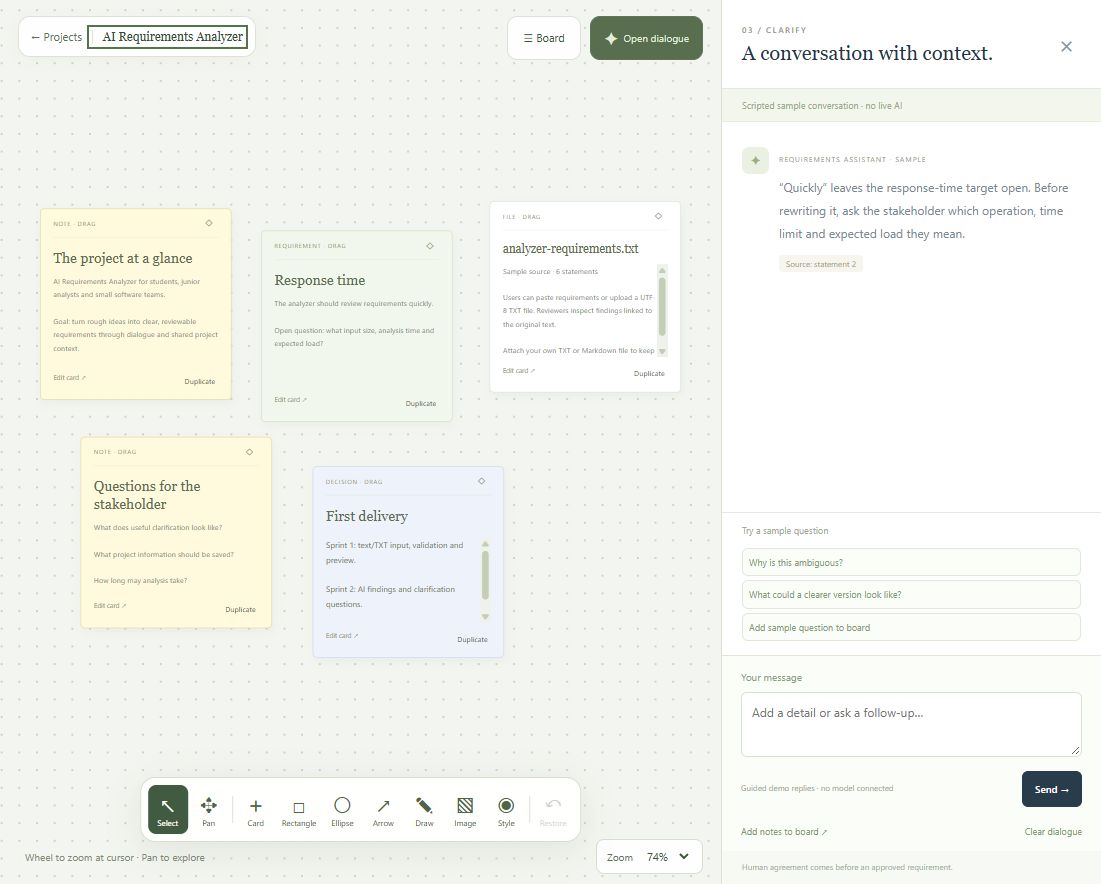 ← Projects
AI Requirements Analyzer
☰ Board
✦ Open dialogue
NOTE · DRAG
The project at a glance
AI Requirements Analyzer for students, junior
analysts and small software teams.
Goal: turn rough ideas into clear, reviewable
requirements through dialogue and shared project
context.
Edit card ↗
Duplicate
REQUIREMENT · DRAG
Response time
The analyzer should review requirements quickly.
Open question: what input size, analysis time and
expected load?
Edit card ↗
Duplicate
FILE · DRAG
analyzer-requirements.txt
Sample source · 6 statements
Users can paste requirements or upload a UTF-
8 TXT file. Reviewers inspect findings linked to
the original text.
Attach your own TXT or Markdown file to keep
Edit card ↗
Duplicate
NOTE · DRAG
Questions for the
stakeholder
What does useful clarification look like?
What project information should be saved?
How long may analysis take?
Edit card ↗
Duplicate
DECISION · DRAG
First delivery
Sprint 1: text/TXT input, validation and
preview.
Sprint 2: AI findings and clarification
questions.
Edit card ↗
Duplicate
Select
Pan
Card
Rectangle
Ellipse
Arrow
Draw
Image
Style
Restore
Wheel to zoom at cursor · Pan to explore
Zoom 74%
03 / CLARIFY
A conversation with context.
Scripted sample conversation · no live AI
REQUIREMENTS ASSISTANT · SAMPLE
“Quickly” leaves the response-time target open. Before
rewriting it, ask the stakeholder which operation, time
limit and expected load they mean.
Source: statement 2
Try a sample question
Why is this ambiguous?
What could a clearer version look like?
Add sample question to board
Your message
Add a detail or ask a follow-up…
Guided demo replies · no model connected
Send →
Add notes to board ↗
Clear dialogue
Human agreement comes before an approved requirement.